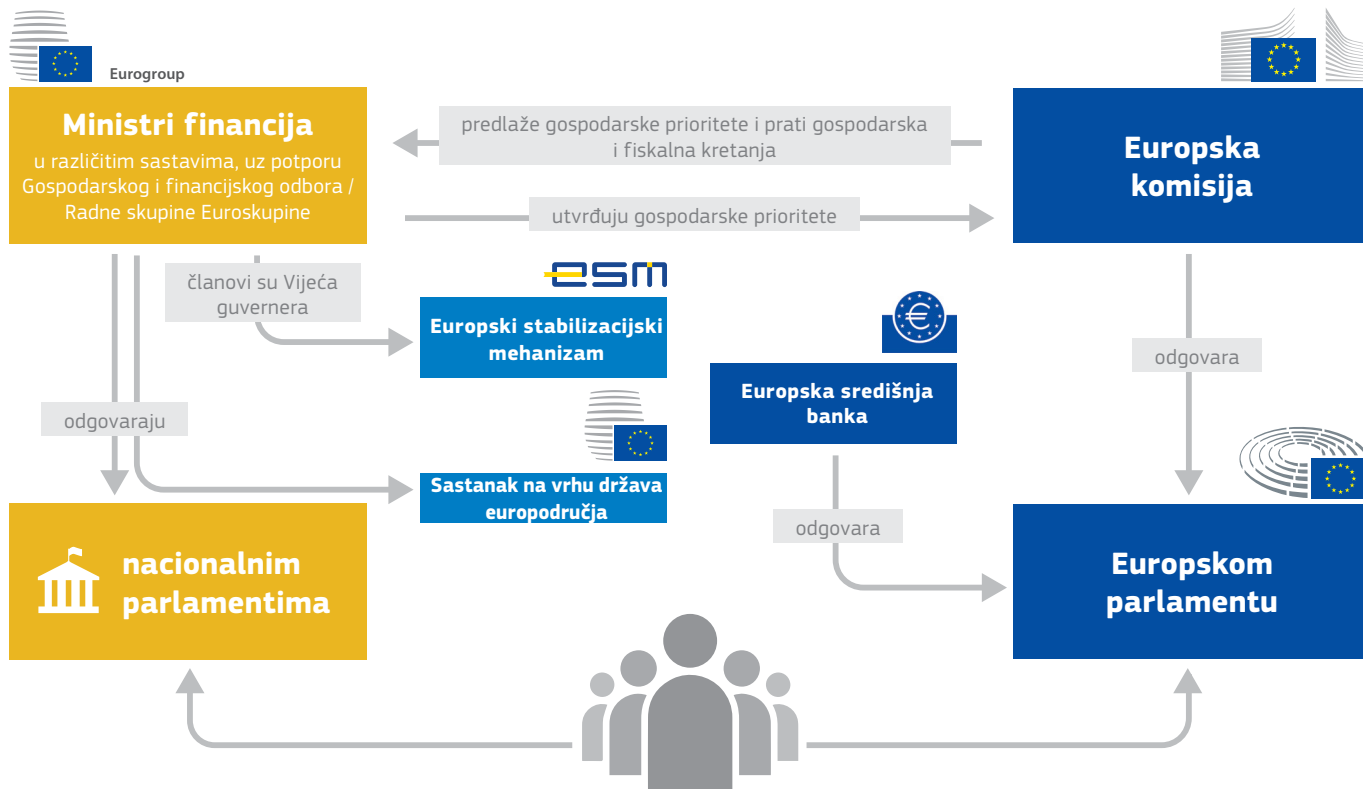 Eurogroup
Ministri financija
u različitim sastavima, uz potporu
Gospodarskog i financijskog odbora /
Radne skupine Euroskupine
predlaže gospodarske prioritete i prati gospodarska
i fiskalna kretanja
Europska
komisija
utvrđuju gospodarske prioritete
članovi su Vijeća
guvernera
esm
Europski stabilizacijski
mehanizam
€
Europska središnja
banka
odgovara
odgovaraju
Sastanak na vrhu država
europodručja
odgovara
nacionalnim
parlamentima
Europskom
parlamentu